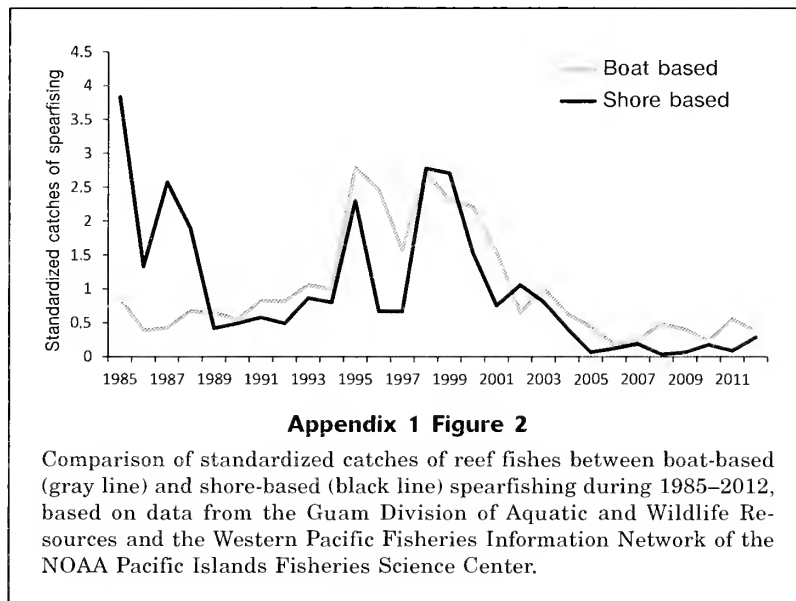 4.5
4
3.5
3
2.5
2
1.5
1
0.5
0
Standardized catches of spearfising
Boat based
Shore based
1985 1987 1989 1991 1993 1995 1997 1999 2001 2003 2005 2007 2009 2011
Appendix 1 Figure 2
Comparison of standardized catches of reef fishes between boat-based
(gray line) and shore-based (black line) spearfishing during 1985–2012,
based on data from the Guam Division of Aquatic and Wildlife Re-
sources and the Western Pacific Fisheries Information Network of the
NOAA Pacific Islands Fisheries Science Center.